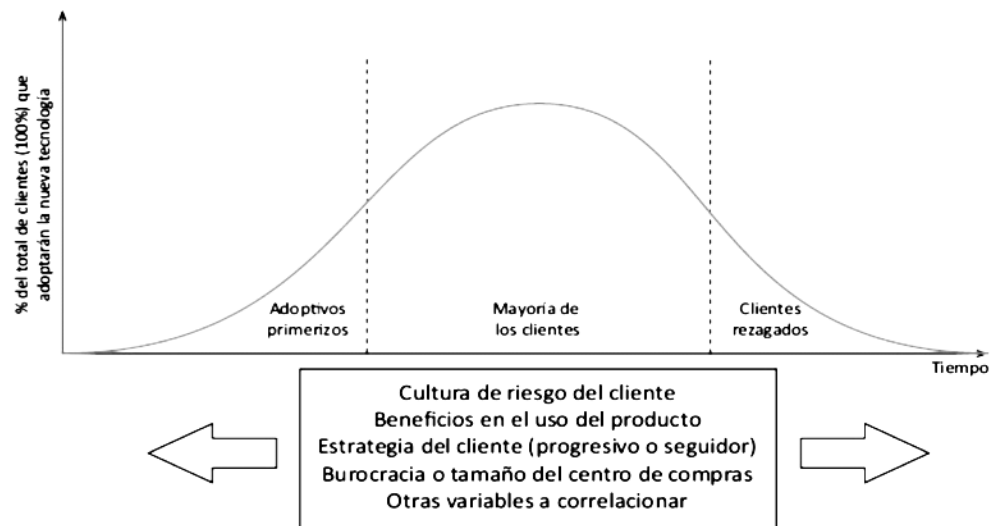 % del total de clientes (100%) que
adoptarán la nueva tecnología
Adoptivos
primerizos
Mayoría de
los clientes
Clientes
rezagados
Tiempo
Cultura de riesgo del cliente
Beneficios en el uso del producto
Estrategia del cliente (progresivo o seguidor)
Burocracia o tamaño del centro de compras
Otras variables a correlacionar